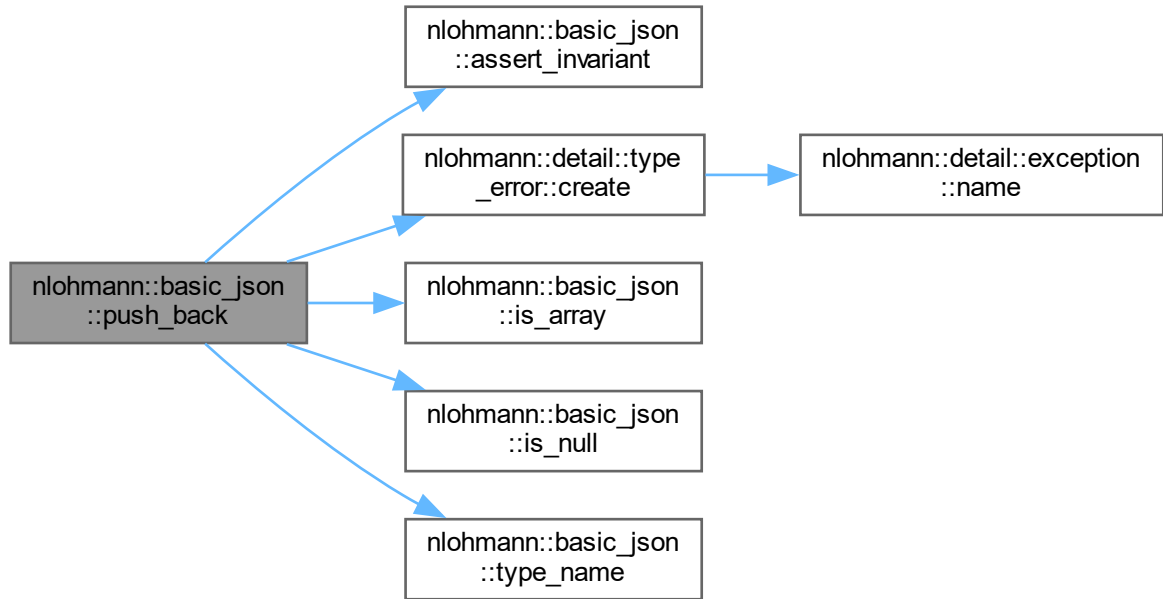 nlohmann::basic_json
::assert_invariant
nlohmann::detail::type
_error::create
nlohmann::detail::exception
::name
nlohmann::basic_json
::push_back
nlohmann::basic_json
::is_array
nlohmann::basic_json
::is_null
nlohmann::basic_json
::type_name